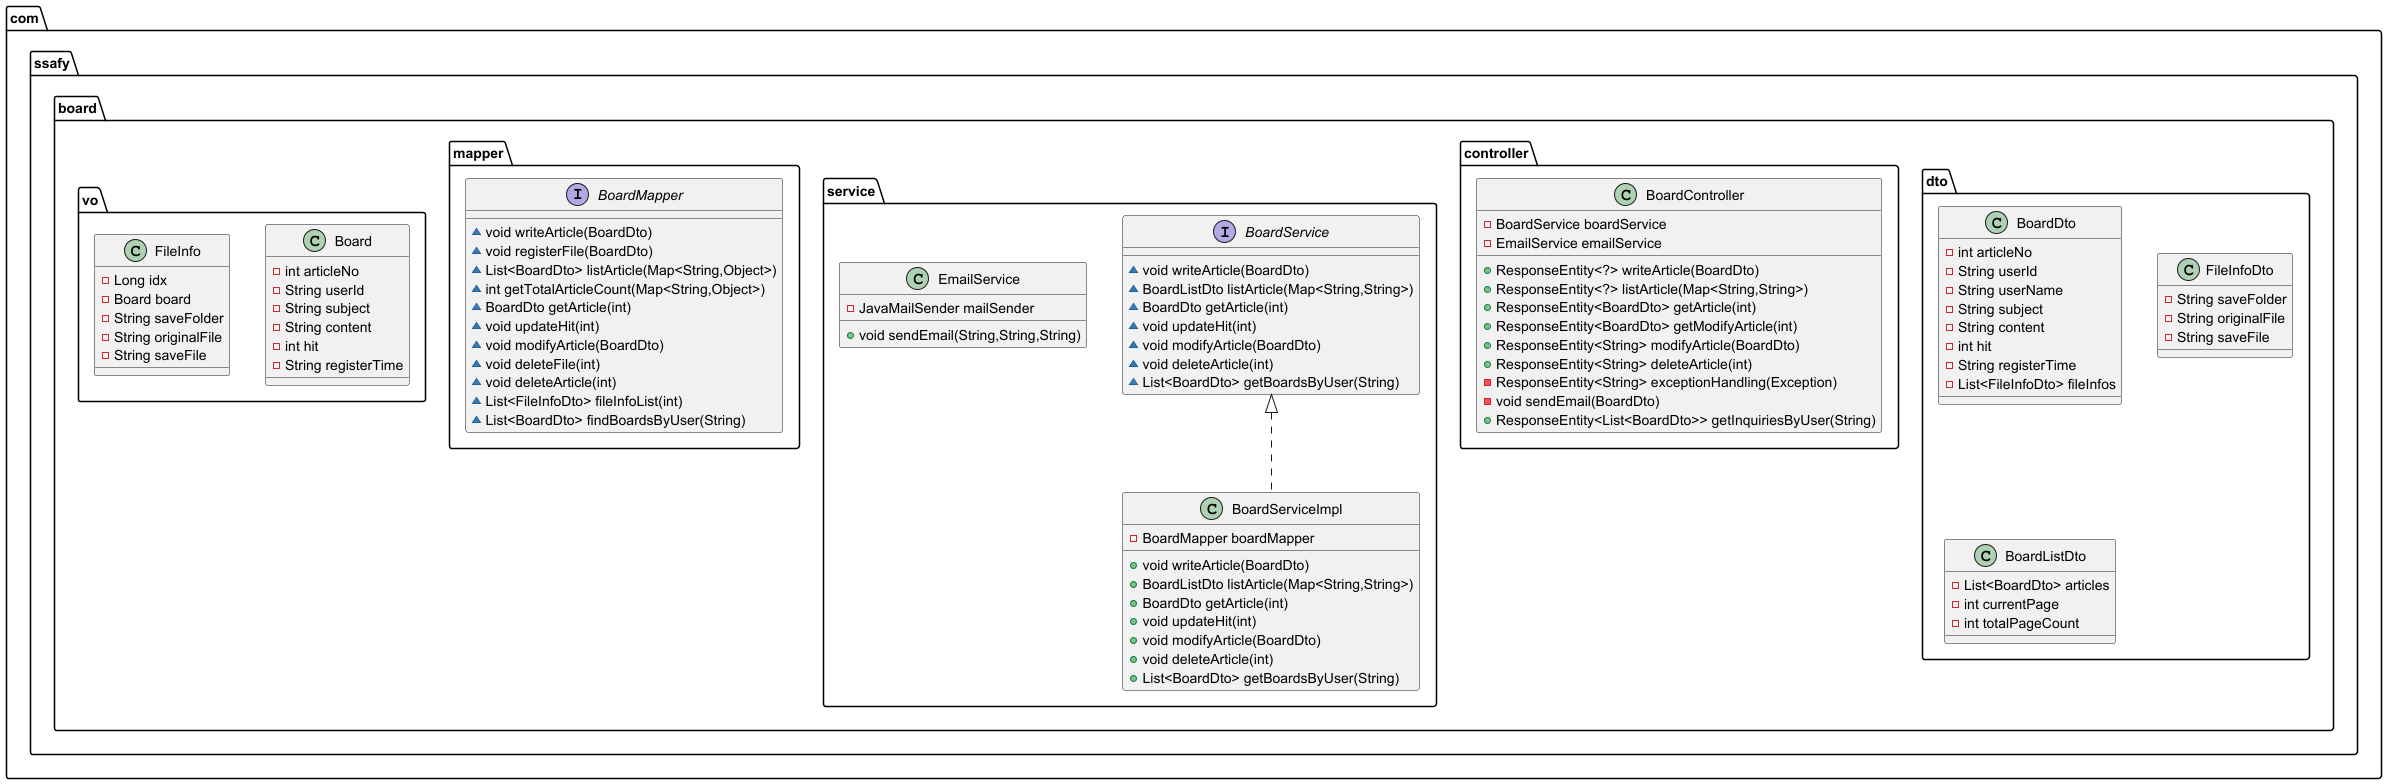 com
ssafy
board
vo
FileInfo
Long idx
Board board
String saveFolder
String originalFile
String saveFile
Board
int articleNo
String userId
String subject
String content
int hit
String registerTime
mapper
BoardMapper
void writeArticle(BoardDto)
void registerFile(BoardDto)
List<BoardDto> listArticle(Map<String,Object>)
int getTotalArticleCount(Map<String,Object>)
BoardDto getArticle(int)
void updateHit(int)
void modifyArticle(BoardDto)
void deleteFile(int)
void deleteArticle(int)
List<FileInfoDto> fileInfoList(int)
List<BoardDto> findBoardsByUser(String)
service
EmailService
JavaMailSender mailSender
void sendEmail(String,String,String)
BoardService
void writeArticle(BoardDto)
BoardListDto listArticle(Map<String,String>)
BoardDto getArticle(int)
void updateHit(int)
void modifyArticle(BoardDto)
void deleteArticle(int)
List<BoardDto> getBoardsByUser(String)
BoardServiceImpl
BoardMapper boardMapper
void writeArticle(BoardDto)
BoardListDto listArticle(Map<String,String>)
BoardDto getArticle(int)
void updateHit(int)
void modifyArticle(BoardDto)
void deleteArticle(int)
List<BoardDto> getBoardsByUser(String)
controller
BoardController
BoardService boardService
EmailService emailService
ResponseEntity<?> writeArticle(BoardDto)
ResponseEntity<?> listArticle(Map<String,String>)
ResponseEntity<BoardDto> getArticle(int)
ResponseEntity<BoardDto> getModifyArticle(int)
ResponseEntity<String> modifyArticle(BoardDto)
ResponseEntity<String> deleteArticle(int)
ResponseEntity<String> exceptionHandling(Exception)
void sendEmail(BoardDto)
ResponseEntity<List<BoardDto>> getInquiriesByUser(String)
dto
BoardDto
int articleNo
String userId
String userName
String subject
String content
int hit
String registerTime
List<FileInfoDto> fileInfos
FileInfoDto
String saveFolder
String originalFile
String saveFile
BoardListDto
List<BoardDto> articles
int currentPage
int totalPageCount